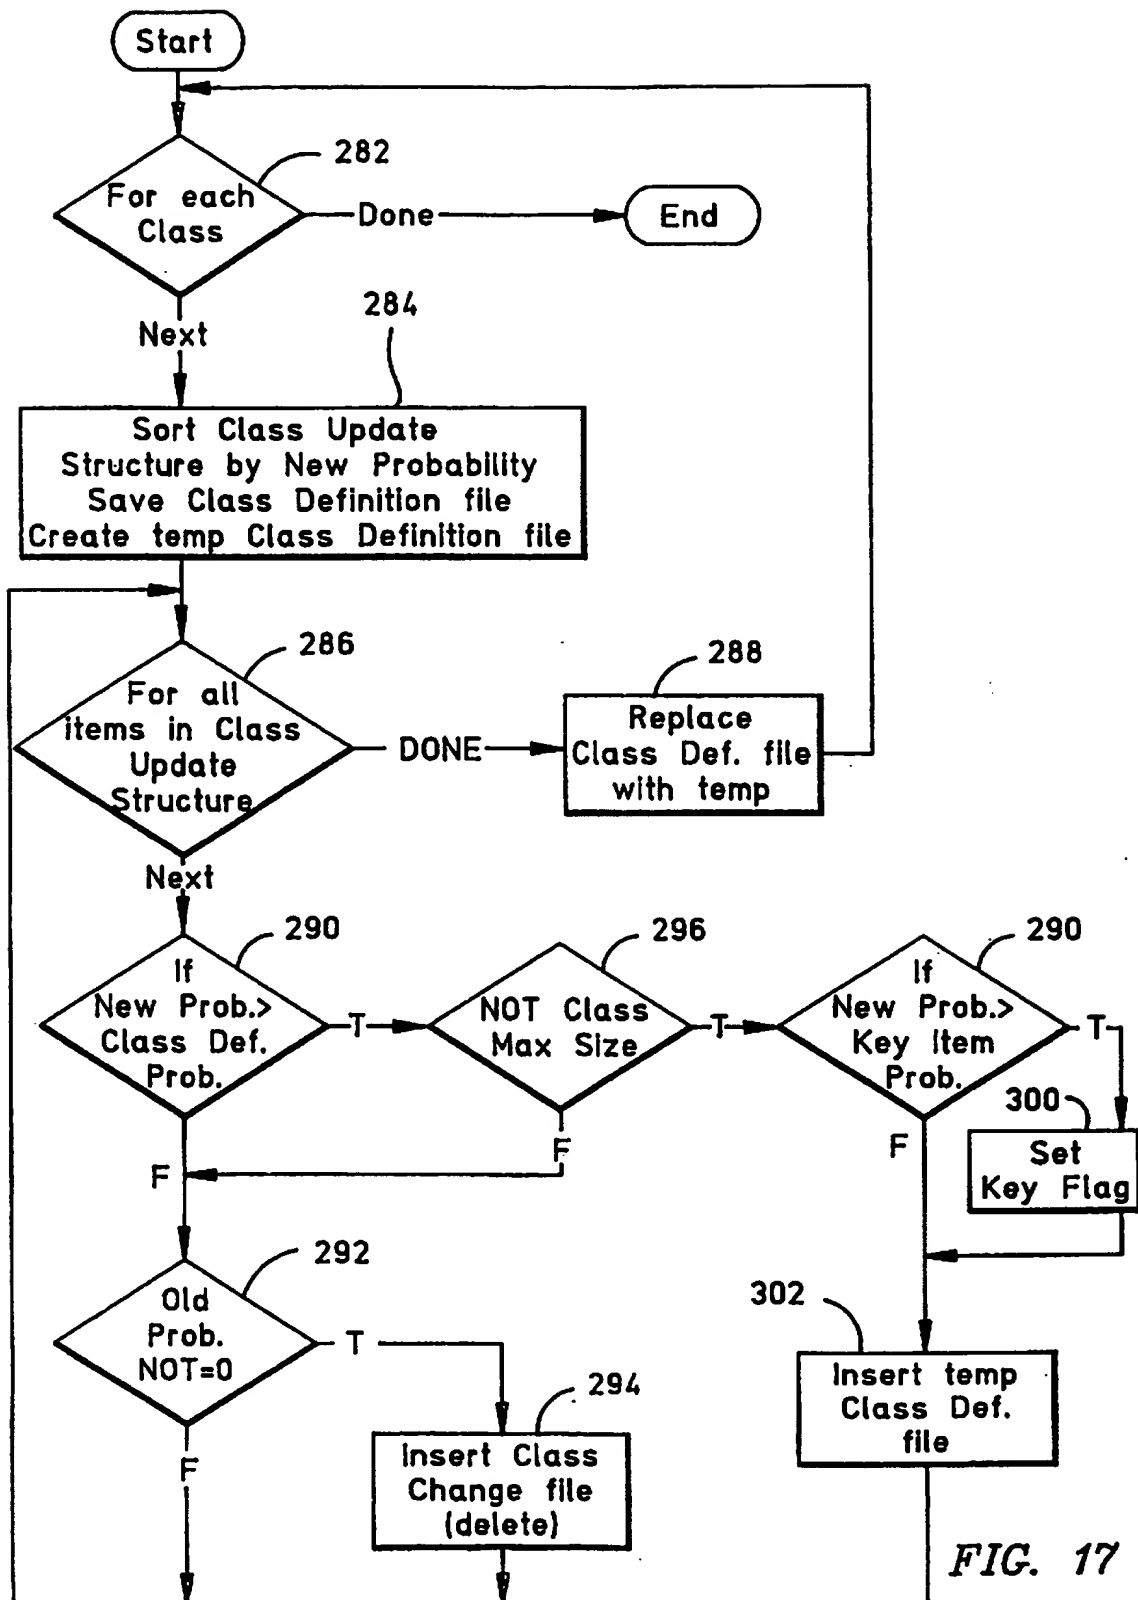 Start
282
For each
Class
Done
End
Next
284
Sort Class Update
Structure by New Probability
Save Class Definition file
Create temp Class Definition file
286
For all
items in Class
Update
Structure
DONE
288
Replace
Class Def. file
with temp
Next
290
If
New Prob.>
Class Def.
Prob.
T
296
NOT Class
Max Size
T
290
If
New Prob.>
Key Item
Prob.
T
F
F
F
300
Set
Key Flag
292
Old
Prob.
NOT=0
T
F
294
Insert Class
Change file
(delete)
302
Insert temp
Class Def.
file
FIG. 17